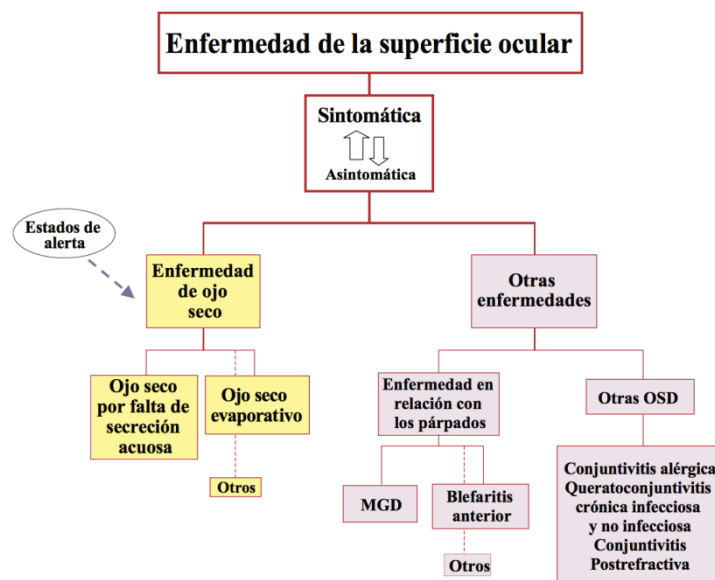 Enfermedad de la superficie ocular
Sintomática
Asintomática
Estados de
alerta
Enfermedad
de ojo
seco
Otras
enfermedades
Ojo seco
por falta de
secreción
acuosa
Ojo seco
evaporativo
Otros
Enfermedad en
relación con
los párpados
Otras OSD
MGD
Blefaritis
anterior
Otros
Conjuntivitis alérgica
Queratoconjuntivitis
crónica infecciosa
y no infecciosa
Conjuntivitis
Postrefractiva